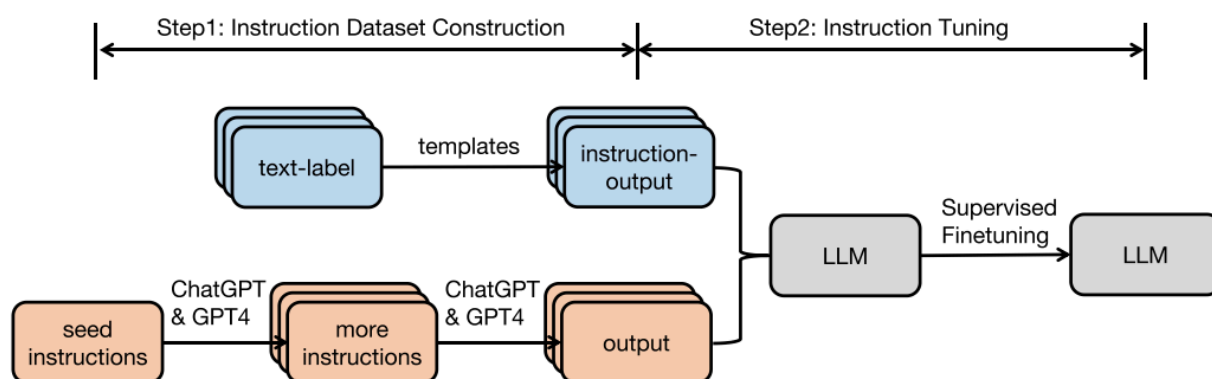 Step1: Instruction Dataset Construction
Step2: Instruction Tuning
text-label
templates
instruction-
output
LLM
Supervised
Finetuning
LLM
seed
instructions
ChatGPT
& GPT4
more
instructions
ChatGPT
& GPT4
output